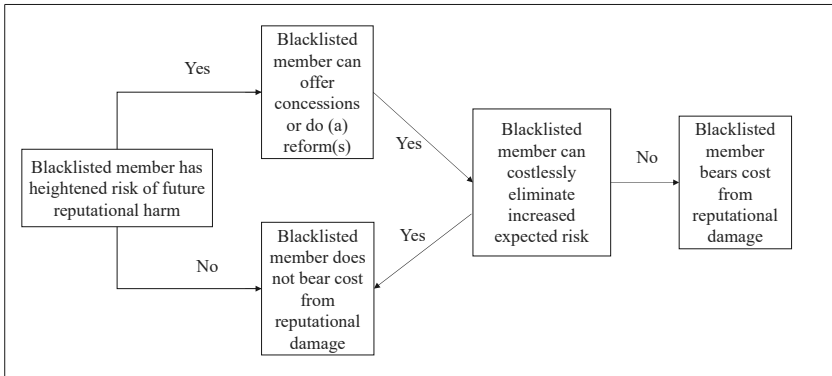 Blacklisted member has
heightened risk of future
reputational harm
Yes
Blacklisted
member can
offer
concessions
or do (a)
reform(s)
Yes
Blacklisted
member can
costlessly
eliminate
increased
expected risk
No
Blacklisted
member
bears cost
from
reputational
damage
Yes
No
Blacklisted
member does
not bear cost
from
reputational
damage